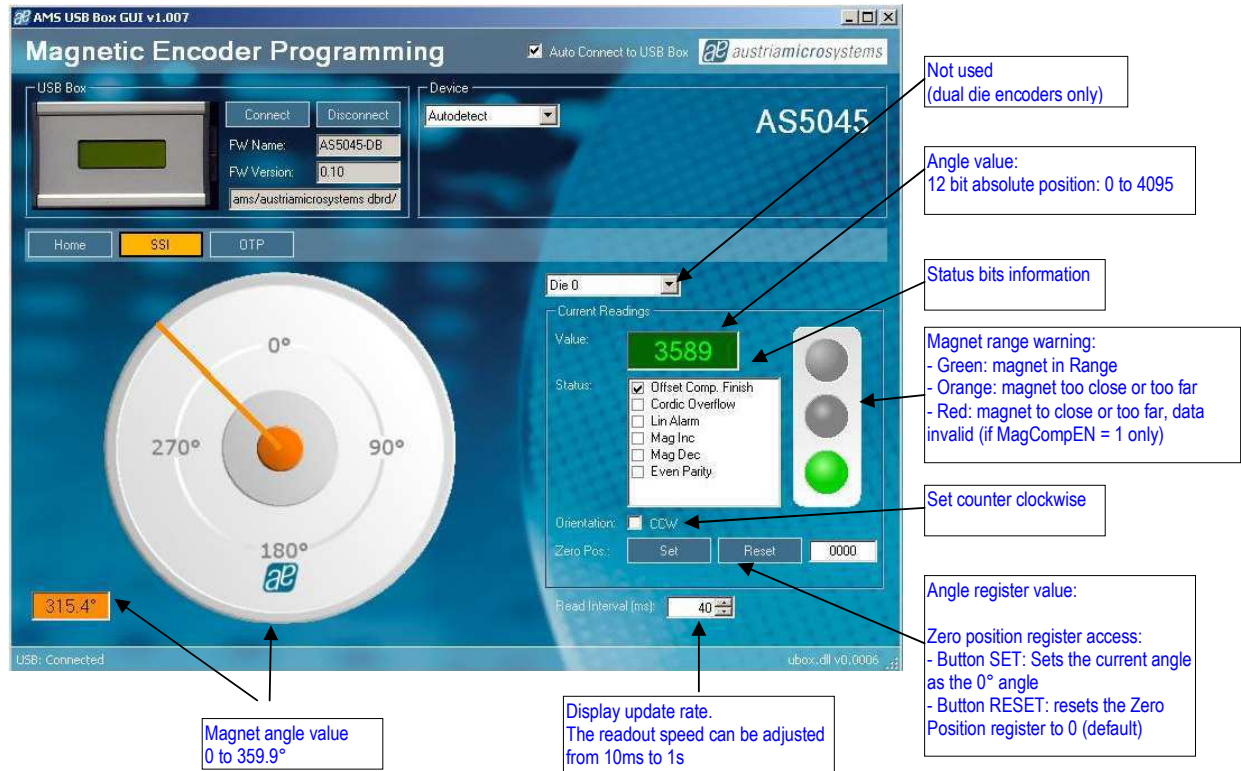 AMS USB Box GUI v1.007
Magnetic Encoder Programming
Auto Connect to USB Box
austriamicrosystems
USB Box
Connect
Disconnect
FW Name:
AS5045-DB
FW Version:
0.10
ams/austriamicrosystems dbrd/
Device
Autodetect
AS5045
Home
SSI
OTP
0°
90°
180°
270°
315.4°
Die 0
Current Readings
Value:
3589
Status:
Offset Comp. Finish
Cordic Overflow
Lin Alarm
Mag Inc
Mag Dec
Even Parity
Orientation:
CCW
Zero Pos.:
Set
Reset
0000
Read Interval (ms):
40
USB: Connected
ubox.dll v0.0006
Not used
(dual die encoders only)
Angle value:
12 bit absolute position: 0 to 4095
Status bits information
Magnet range warning:
- Green: magnet in Range
- Orange: magnet too close or too far
- Red: magnet to close or too far, data
invalid (if MagCompEN = 1 only)
Set counter clockwise
Angle register value:
Zero position register access:
- Button SET: Sets the current angle
as the 0° angle
- Button RESET: resets the Zero
Position register to 0 (default)
Magnet angle value
0 to 359.9°
Display update rate.
The readout speed can be adjusted
from 10ms to 1s